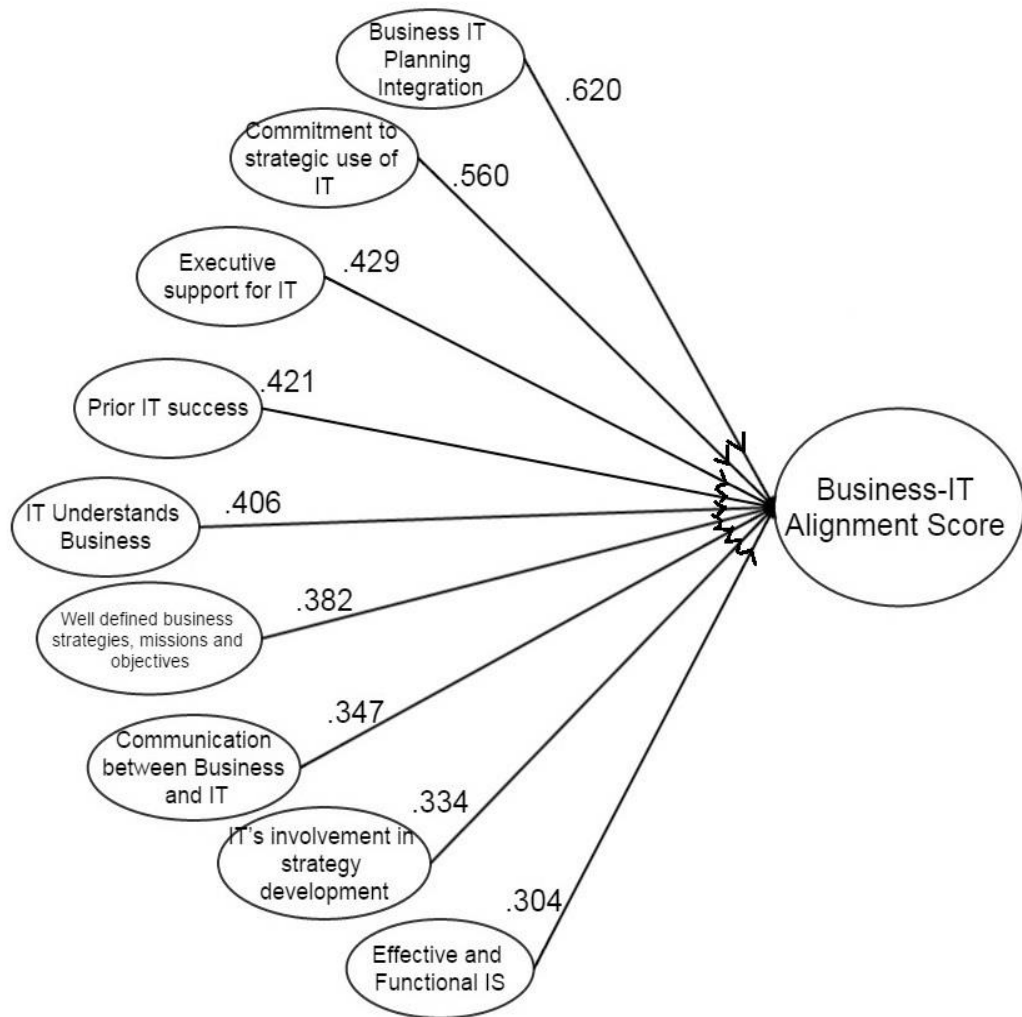 Business IT
Planning
Integration
.620
Commitment to
strategic use of
IT
.560
Executive
support for IT
.429
Prior IT success
.421
IT Understands
Business
.406
Well defined business
strategies, missions and
objectives
.382
Communication
between Business
and IT
.347
IT's involvement in
strategy
development
.334
Effective and
Functional IS
.304
Business-IT
Alignment Score